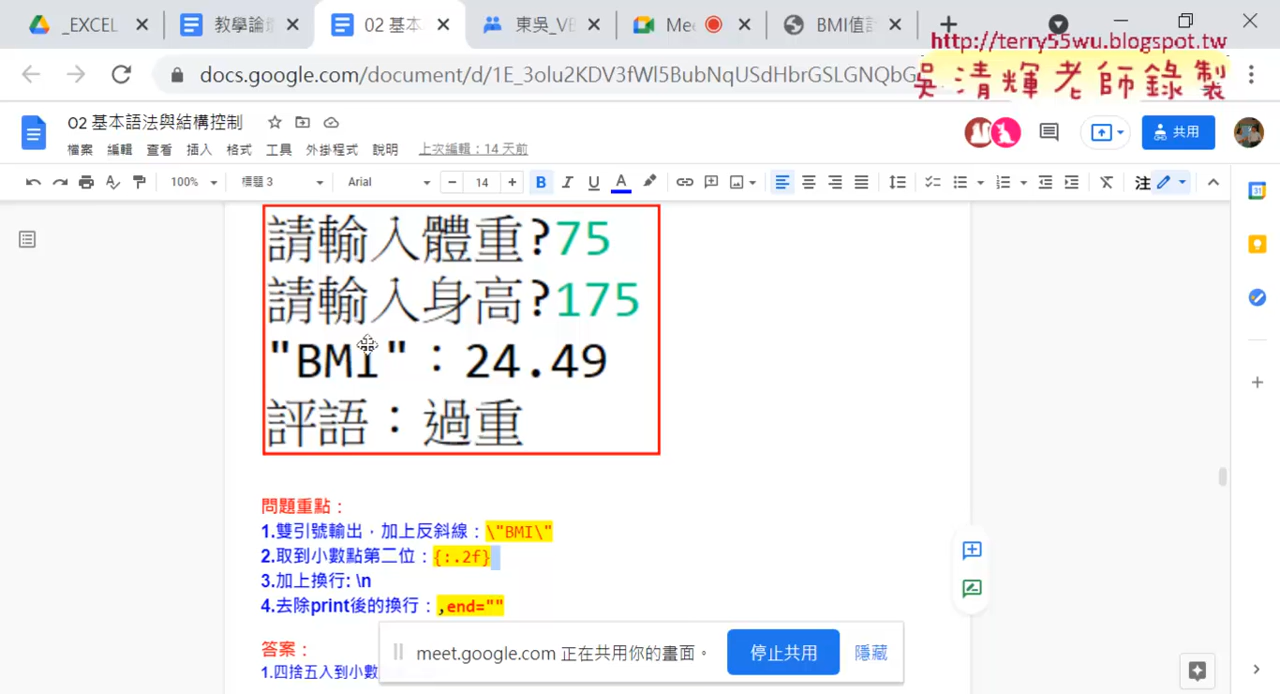 _EXCEL
教學論
02 基本
東吳_VB
Mee
BMI值
http://terry55wu.blogspot.tw
docs.google.com/document/d/1E_3olu2KDV3fWl5BubNqUSdHbrGSLGNQbG
吳清輝老師錄製
02 基本語法與結構控制
共用
檔案 編輯 查看 插入 格式 工具 外掛程式 說明 上次編輯：14 天前
100% 標題 3 Arial 14 B I U A 注
請輸入體重?75
請輸入身高?175
"BMI"：24.49
評語：過重
問題重點：
1.雙引號輸出，加上反斜線：\"BMI\"
2.取到小數點第二位：{:.2f}
3.加上換行: \n
4.去除print後的換行：,end=""
答案：
1.四捨五入到小數
meet.google.com 正在共用你的畫面。 停止共用 隱藏